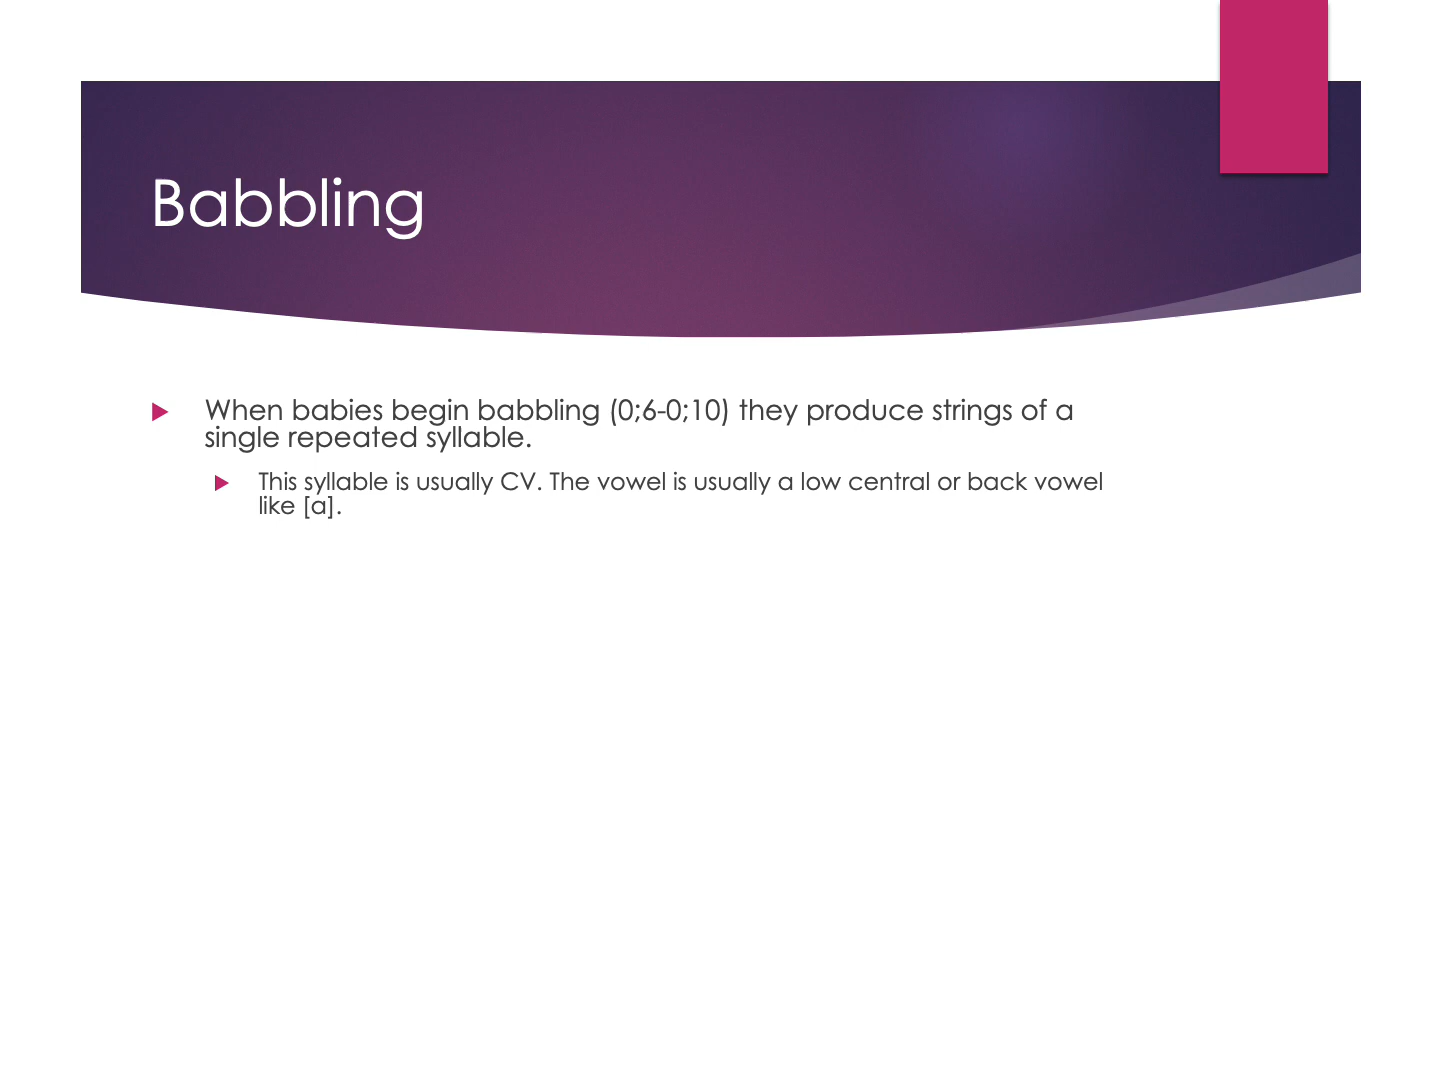 Babbling
When babies begin babbling (0;6-0;10) they produce strings of a
single repeated syllable.
This syllable is usually CV. The vowel is usually a low central or back vowel
like [a].